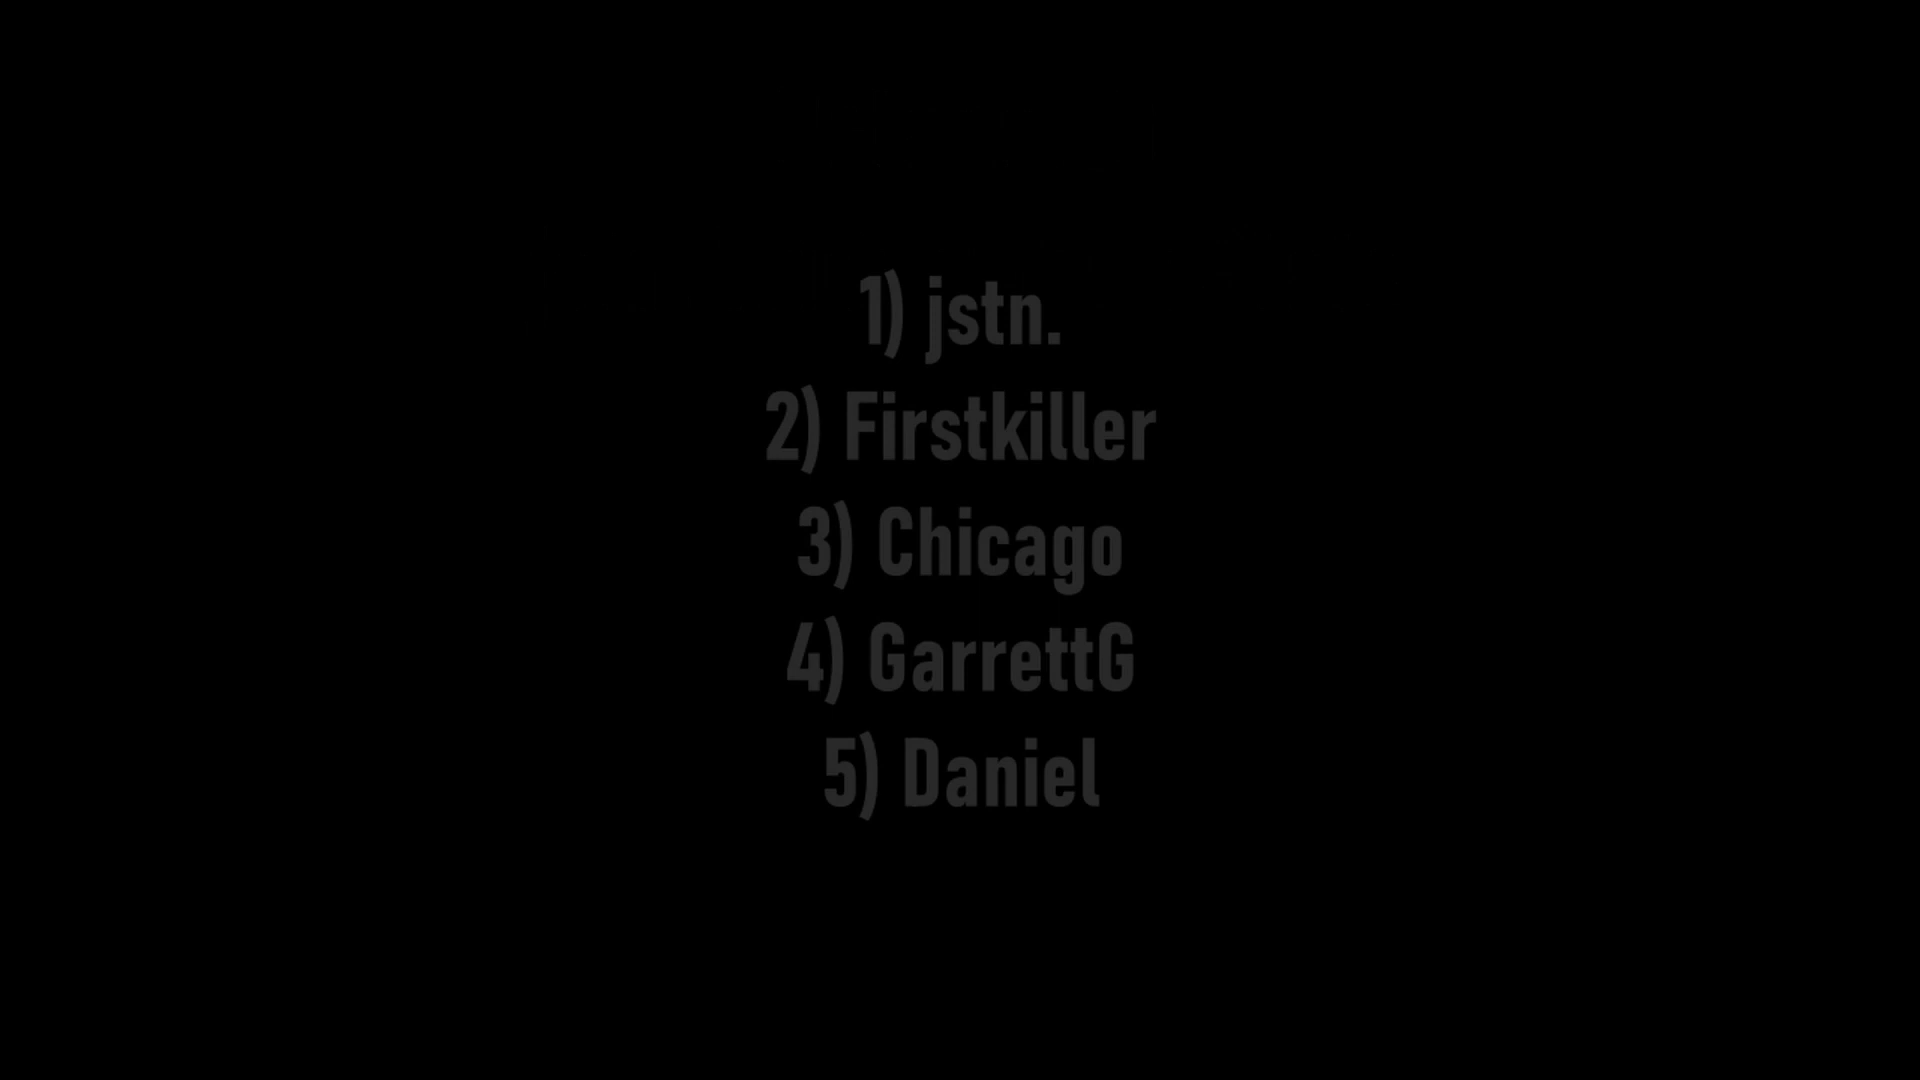 1) jstn.
2) Firstkiller
3) Chicago
4) GarrettG
5) Daniel